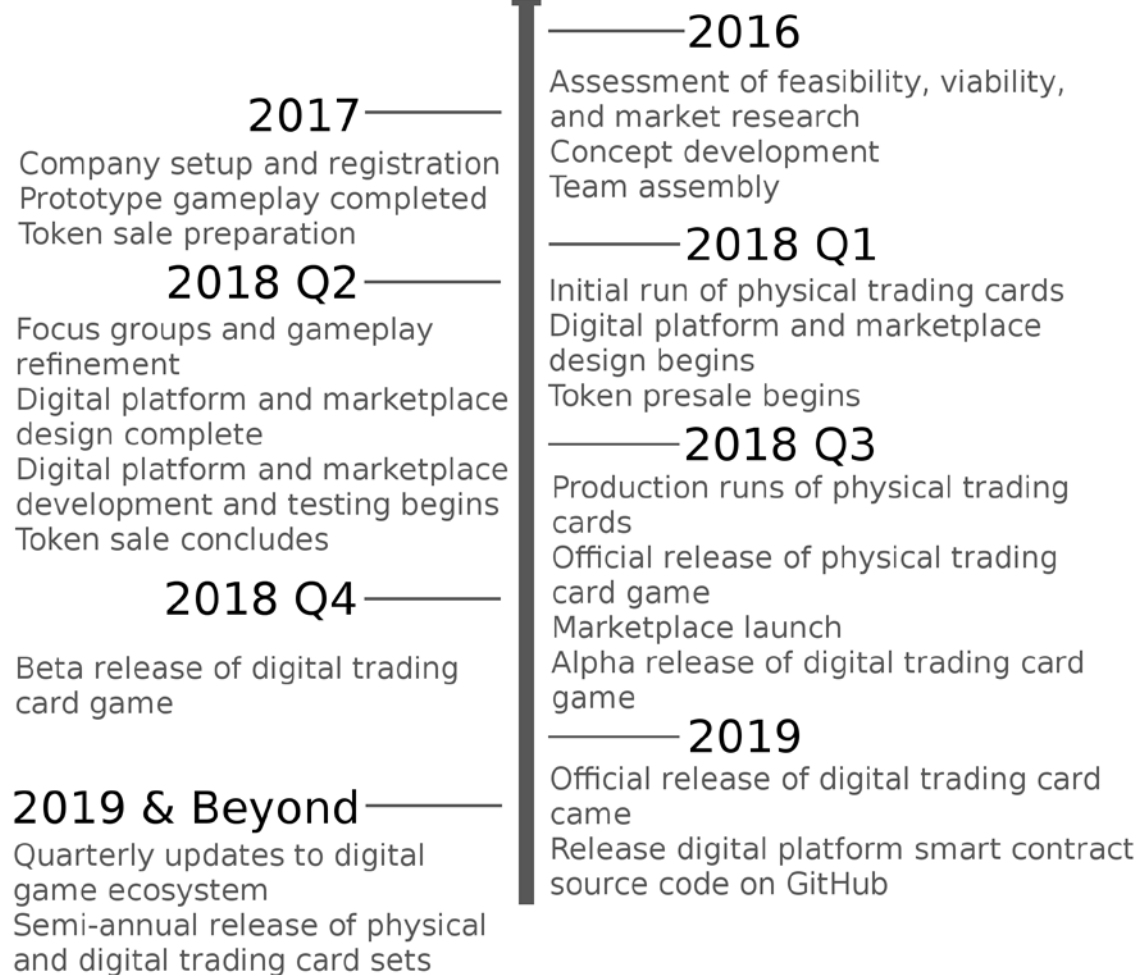 2016
Assessment of feasibility, viability,
and market research
Concept development
Team assembly
2017
Company setup and registration
Prototype gameplay completed
Token sale preparation
2018 Q1
Initial run of physical trading cards
Digital platform and marketplace
design begins
Token presale begins
2018 Q2
Focus groups and gameplay
refinement
Digital platform and marketplace
design complete
Digital platform and marketplace
development and testing begins
Token sale concludes
2018 Q3
Production runs of physical trading
cards
Official release of physical trading
card game
Marketplace launch
Alpha release of digital trading card
game
2018 Q4
Beta release of digital trading
card game
2019
Official release of digital trading card
came
Release digital platform smart contract
source code on GitHub
2019 & Beyond
Quarterly updates to digital
game ecosystem
Semi-annual release of physical
and digital trading card sets